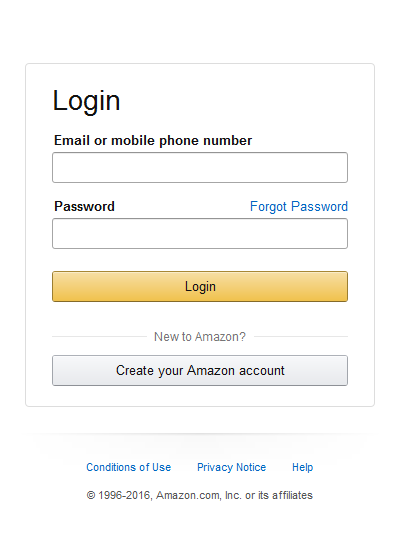 Login
Email or mobile phone number
Password Forgot Password
Login
New to Amazon?
Create your Amazon account
Conditions of Use Privacy Notice Help
© 1996-2016, Amazon.com, Inc. or its affiliates